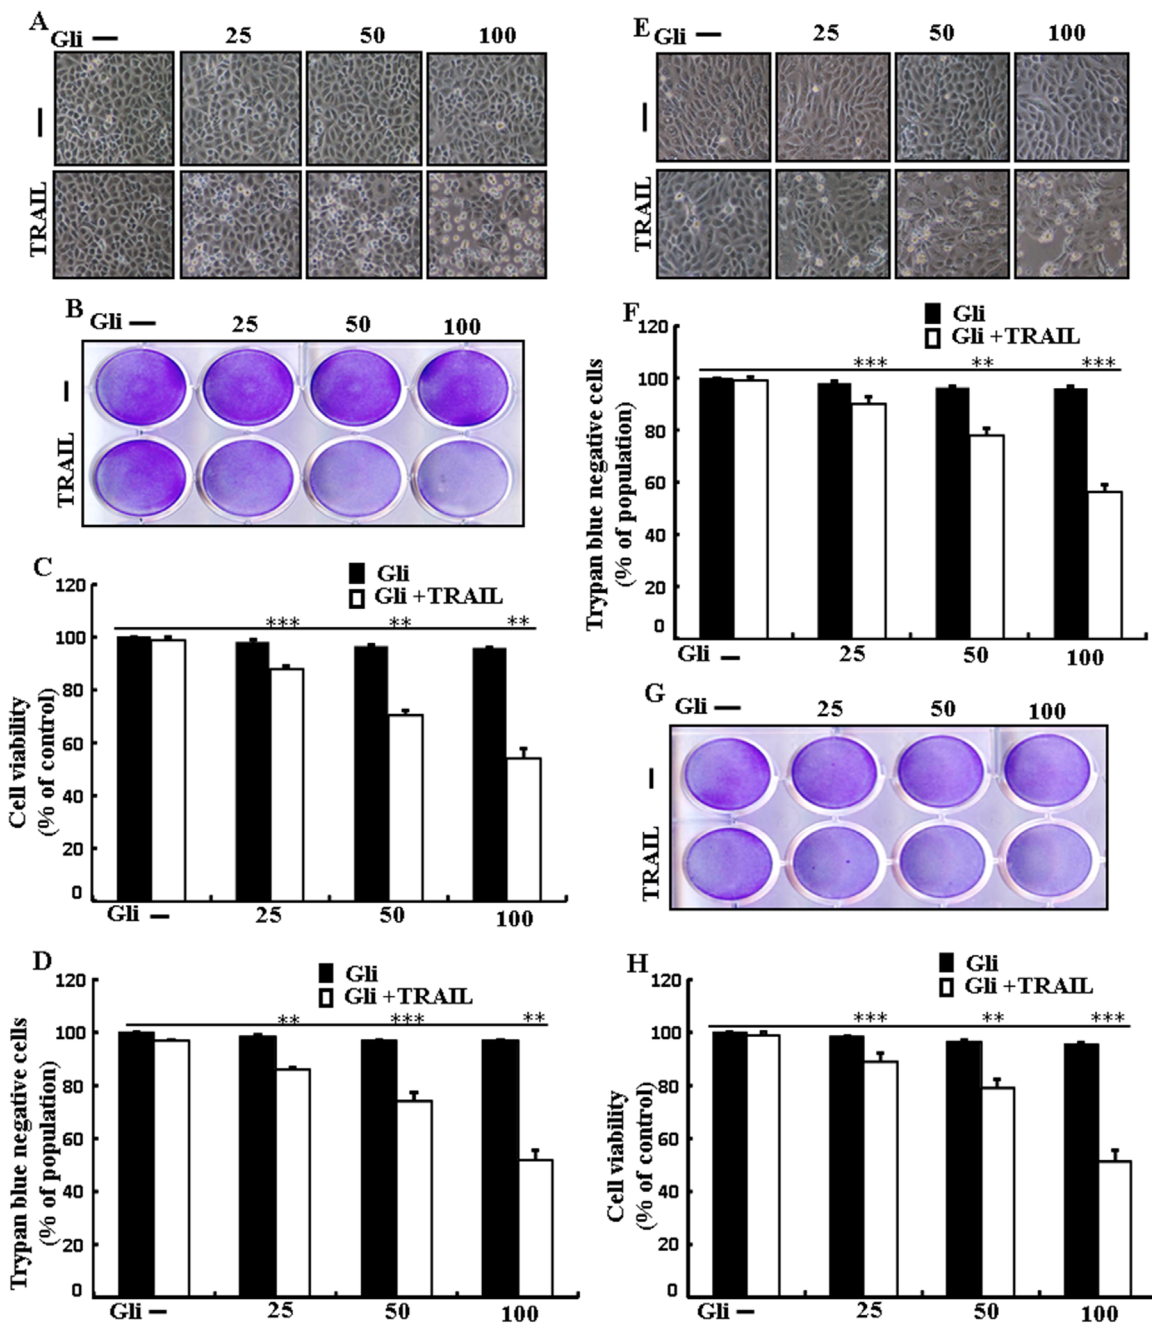 A
Gli — 25 50 100
—
TRAIL
B
Gli — 25 50 100
—
TRAIL
C
Gli
Gli +TRAIL
*** ** **
120
100
80
60
40
20
0
Cell viability
(% of control)
Gli — 25 50 100
D
Gli
Gli +TRAIL
** *** **
120
100
80
60
40
20
0
Trypan blue negative cells
(% of population)
Gli — 25 50 100
E
Gli — 25 50 100
—
TRAIL
F
Gli
Gli +TRAIL
*** ** ***
120
100
80
60
40
20
0
Trypan blue negative cells
(% of population)
Gli — 25 50 100
G
Gli — 25 50 100
—
TRAIL
H
Gli
Gli +TRAIL
*** ** ***
120
100
80
60
40
20
0
Cell viability
(% of control)
Gli — 25 50 100